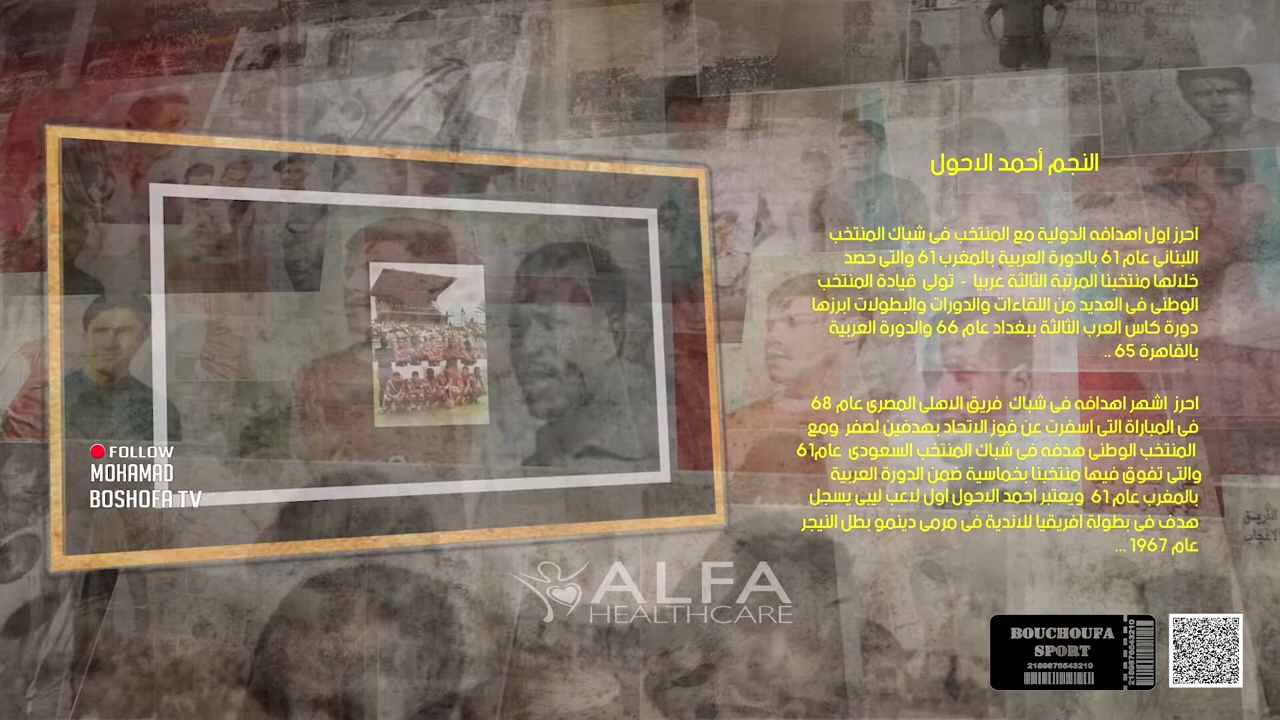 النجم أحمد الاحول
احرز اول اهدافه الدولية مع المنتخب فى شباك المنتخب
اللبنانى عام 61 بالدورة العربية بالمغرب 61 والتى حصد
خلالها منتخبنا المرتبة الثالثة عربيا - تولى قيادة المنتخب
الوطنى فى العديد من اللقاءات والدورات والبطولات ابرزها
دورة كاس العرب الثالثة ببغداد عام 66 والدورة العربية
بالقاهرة 65 ..
احرز اشهر اهدافه فى شباك فريق الاهلى المصرى عام 68
فى المباراة التى اسفرت عن فوز الاتحاد بهدفين لصفر ومع
المنتخب الوطنى هدفه فى شباك المنتخب السعودى عام 61
والتى تفوق فيها منتخبنا بخماسية ضمن الدورة العربية
بالمغرب عام 61 ويعتبر احمد الاحول اول لاعب ليبى يسجل
هدف فى بطولة افريقيا للاندية فى مرمى دينمو بطل النيجر
عام 1967 ...
FOLLOW
MOHAMAD
BOSHOFA TV
ALFA
HEALTHCARE
BOUCHOUFA
SPORT
2189876543210
2189876543210